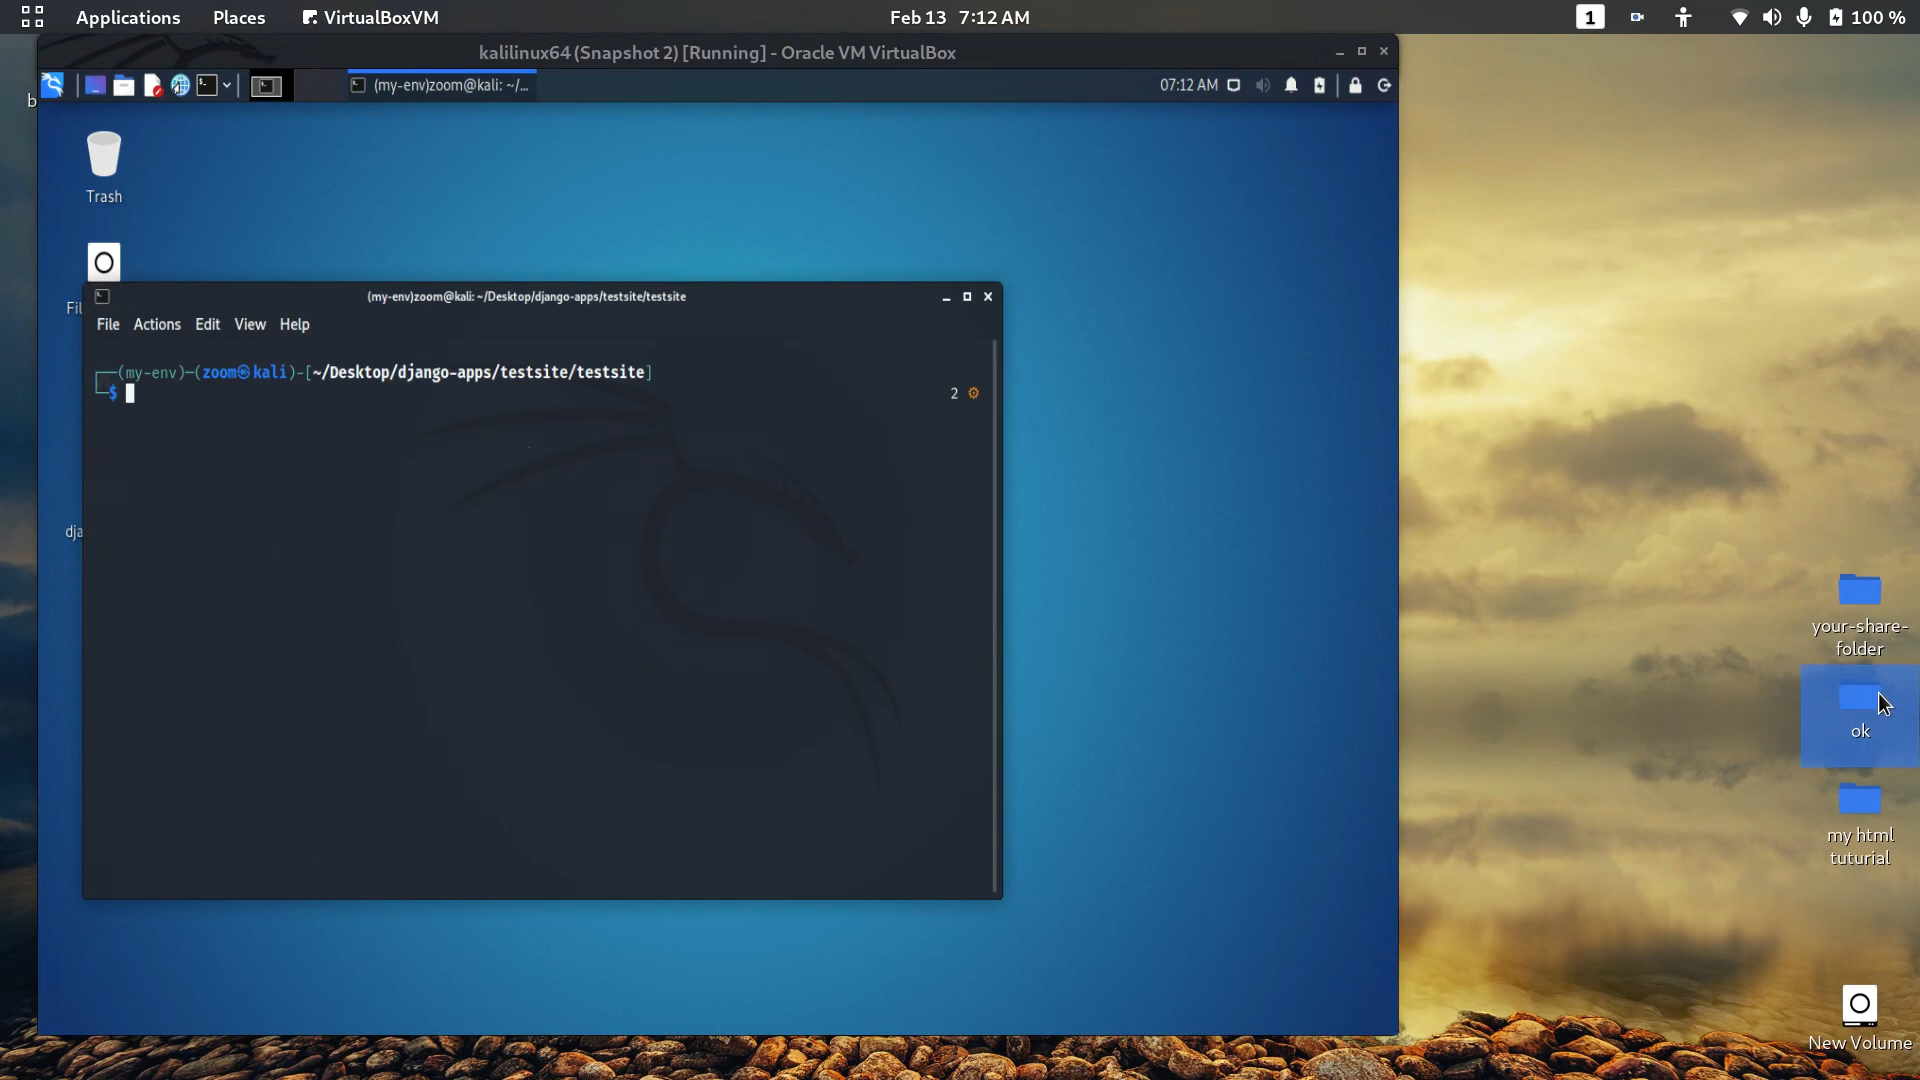 Applications Places VirtualBoxVM Feb 13 7:12 AM 1 100 %
kalilinux64 (Snapshot 2) [Running] - Oracle VM VirtualBox
(my-env)zoom@kali: ~/... 07:12 AM
b
Trash
Fil
(my-env)zoom@kali: ~/Desktop/django-apps/testsite/testsite
File Actions Edit View Help
(my-env)-(zoom㉿kali)-[~/Desktop/django-apps/testsite/testsite]
$ 2
dja
your-share-
folder
ok
my html
tuturial
New Volume